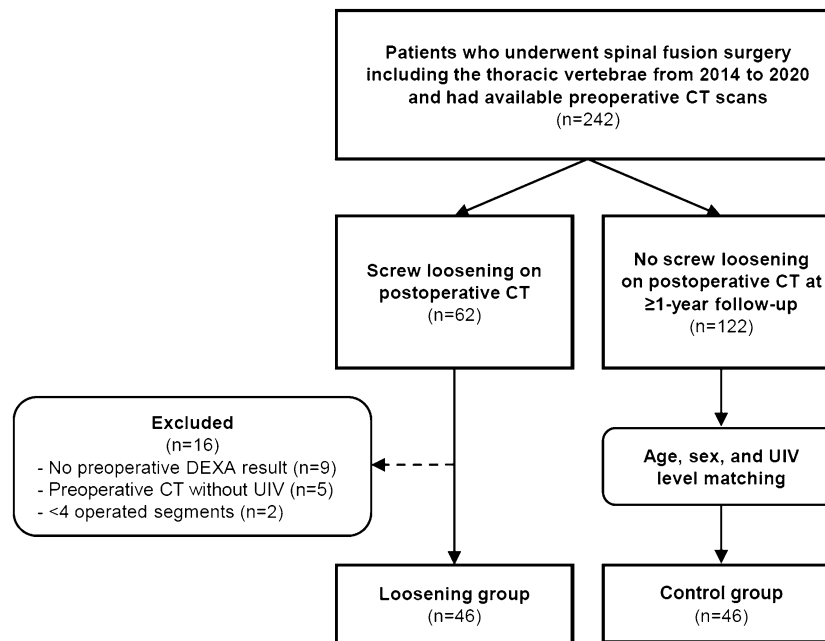 Patients who underwent spinal fusion surgery
including the thoracic vertebrae from 2014 to 2020
and had available preoperative CT scans
(n=242)
Screw loosening on
postoperative CT
(n=62)
No screw loosening
on postoperative CT at
≥1-year follow-up
(n=122)
Excluded
(n=16)
- No preoperative DEXA result (n=9)
- Preoperative CT without UIV (n=5)
- <4 operated segments (n=2)
Age, sex, and UIV
level matching
Loosening group
(n=46)
Control group
(n=46)